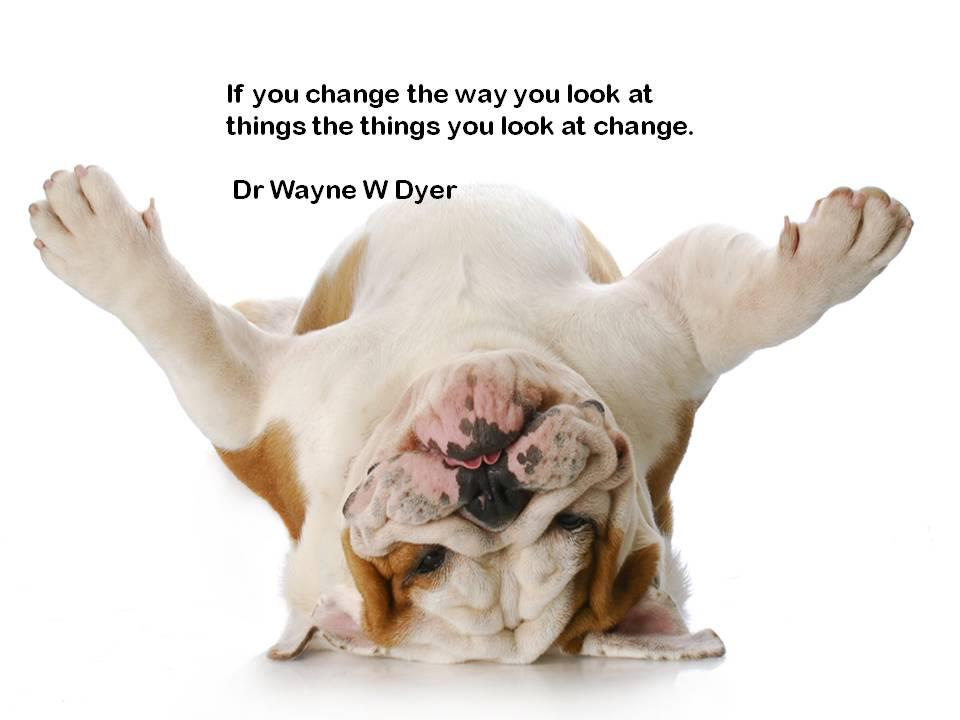 If you change the way you look at
things the things you look at change.
Dr Wayne W Dyer